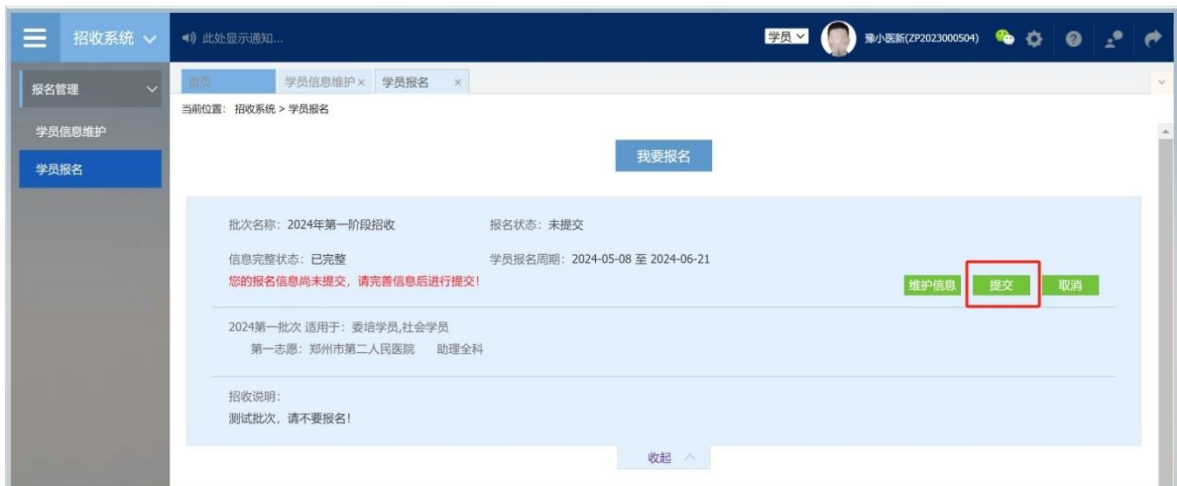 招收系统
此处显示通知...
学员
豫小医新(ZP2023000504)
报名管理
首页
学员信息维护×
学员报名 ×
当前位置： 招收系统 > 学员报名
学员信息维护
学员报名
我要报名
批次名称：2024年第一阶段招收
报名状态：未提交
信息完整状态：已完整
学员报名周期：2024-05-08 至 2024-06-21
您的报名信息尚未提交，请完善信息后进行提交！
维护信息
提交
取消
2024第一批次 适用于：委培学员,社会学员
第一志愿：郑州市第二人民医院 助理全科
招收说明：
测试批次，请不要报名！
收起